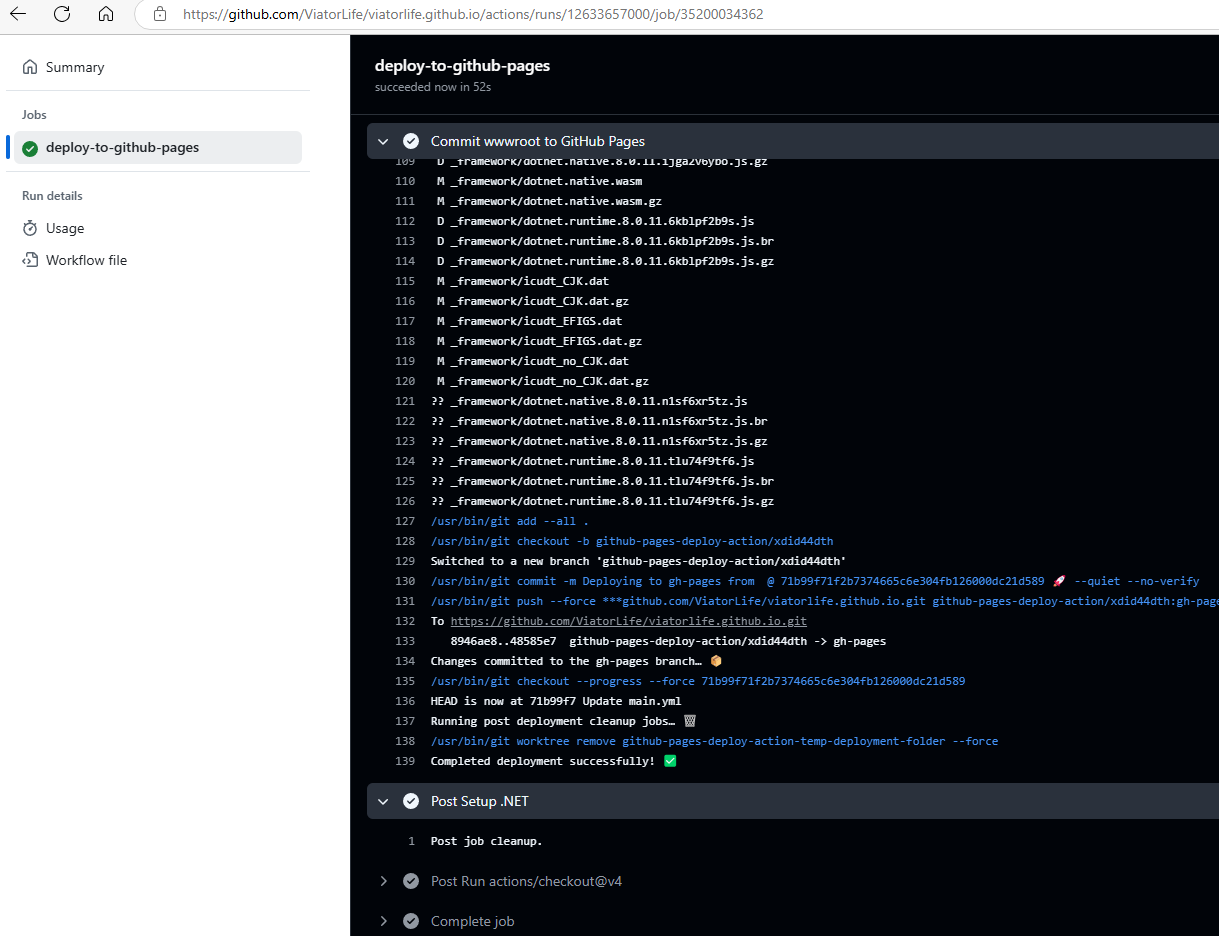 https://github.com/ViatorLife/viatorlife.github.io/actions/runs/12633657000/job/35200034362
Summary
Jobs
deploy-to-github-pages
Run details
Usage
Workflow file
deploy-to-github-pages
succeeded now in 52s
Commit wwwroot to GitHub Pages
109 D _framework/dotnet.native.8.0.11.ijga2v6ybo.js.gz
110 M _framework/dotnet.native.wasm
111 M _framework/dotnet.native.wasm.gz
112 D _framework/dotnet.runtime.8.0.11.6kblpf2b9s.js
113 D _framework/dotnet.runtime.8.0.11.6kblpf2b9s.js.br
114 D _framework/dotnet.runtime.8.0.11.6kblpf2b9s.js.gz
115 M _framework/icudt_CJK.dat
116 M _framework/icudt_CJK.dat.gz
117 M _framework/icudt_EFIGS.dat
118 M _framework/icudt_EFIGS.dat.gz
119 M _framework/icudt_no_CJK.dat
120 M _framework/icudt_no_CJK.dat.gz
121 ?? _framework/dotnet.native.8.0.11.n1sf6xr5tz.js
122 ?? _framework/dotnet.native.8.0.11.n1sf6xr5tz.js.br
123 ?? _framework/dotnet.native.8.0.11.n1sf6xr5tz.js.gz
124 ?? _framework/dotnet.runtime.8.0.11.tlu74f9tf6.js
125 ?? _framework/dotnet.runtime.8.0.11.tlu74f9tf6.js.br
126 ?? _framework/dotnet.runtime.8.0.11.tlu74f9tf6.js.gz
127 /usr/bin/git add --all .
128 /usr/bin/git checkout -b github-pages-deploy-action/xdid44dth
129 Switched to a new branch 'github-pages-deploy-action/xdid44dth'
130 /usr/bin/git commit -m Deploying to gh-pages from @ 71b99f71f2b7374665c6e304fb126000dc21d589 🚀 --quiet --no-verify
131 /usr/bin/git push --force ***github.com/ViatorLife/viatorlife.github.io.git github-pages-deploy-action/xdid44dth:gh-page
132 To https://github.com/ViatorLife/viatorlife.github.io.git
133 8946ae8..48585e7 github-pages-deploy-action/xdid44dth -> gh-pages
134 Changes committed to the gh-pages branch… 📦
135 /usr/bin/git checkout --progress --force 71b99f71f2b7374665c6e304fb126000dc21d589
136 HEAD is now at 71b99f7 Update main.yml
137 Running post deployment cleanup jobs… 🗑️
138 /usr/bin/git worktree remove github-pages-deploy-action-temp-deployment-folder --force
139 Completed deployment successfully! ✅
Post Setup .NET
1 Post job cleanup.
Post Run actions/checkout@v4
Complete job